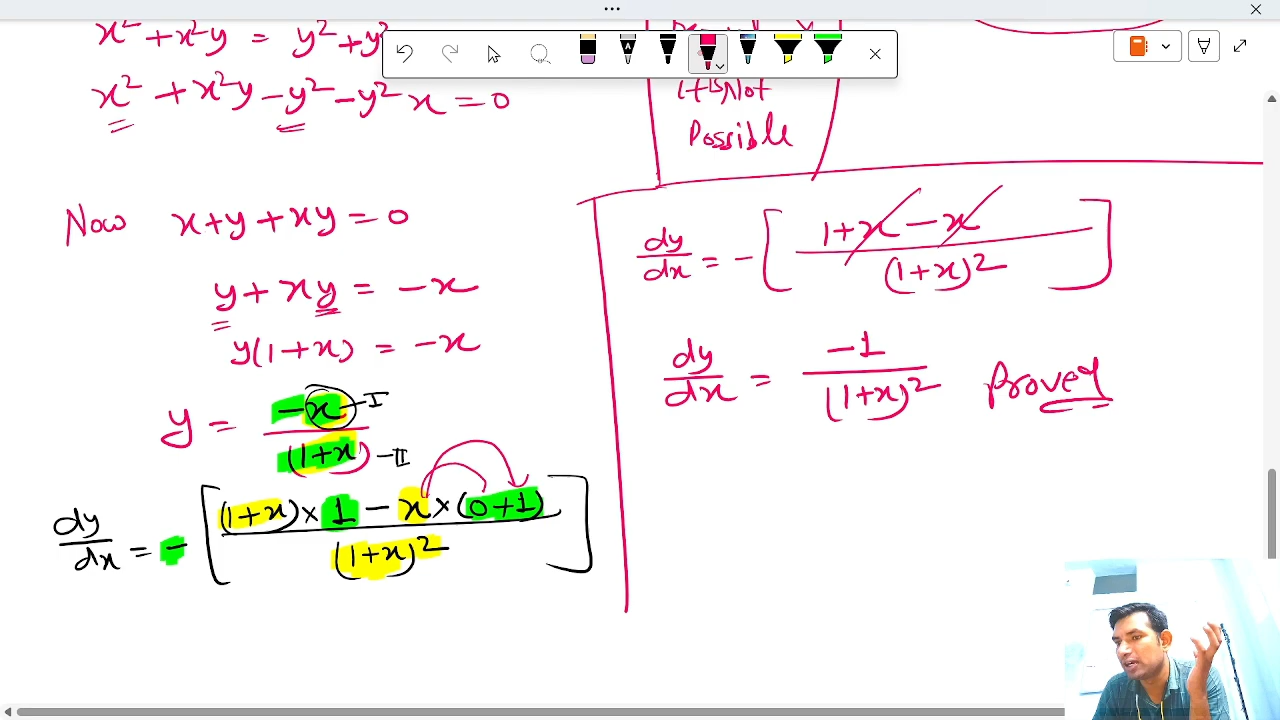 x² + x²y = y² + y²
x² + x²y - y² - y²x = 0
Now x + y + xy = 0
y + xy = -x
y(1+x) = -x
y = -x / (1+x)
I
II
dy/dx = - [ (1+x) × 1 - x × (0+1) / (1+x)² ]
It is Not
Possible
dy/dx = - [ 1+x-x / (1+x)² ]
dy/dx = -1 / (1+x)² Proved